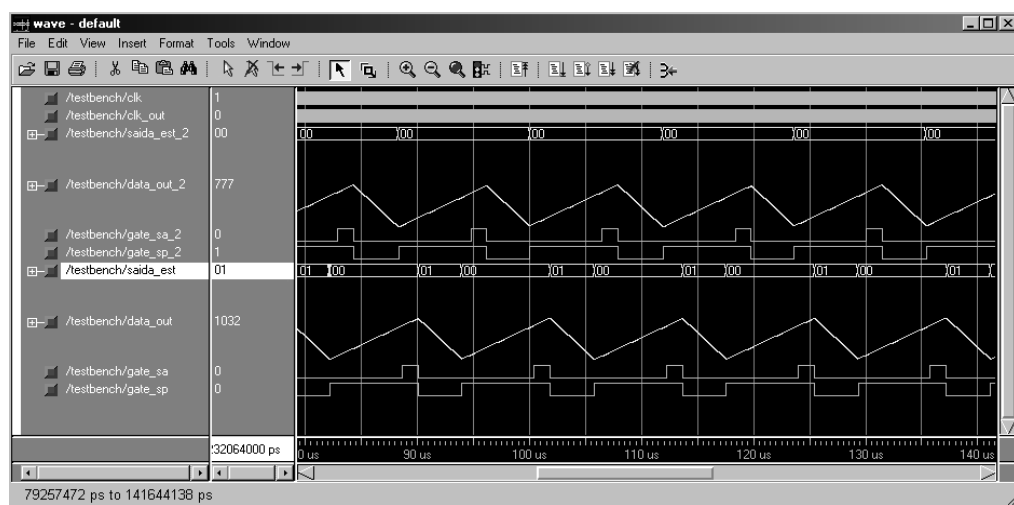 wave - default
File Edit View Insert Format Tools Window
/testbench/clk 1
/testbench/clk_out 0
/testbench/saida_est_2 00 00 00 00 00 00 00
/testbench/data_out_2 777
/testbench/gate_sa_2 0
/testbench/gate_sp_2 1
/testbench/saida_est 01 01 00 01 00 01 00 01 00 01 00 01
/testbench/data_out 1032
/testbench/gate_sa 0
/testbench/gate_sp 0
32064000 ps 0 us 90 us 100 us 110 us 120 us 130 us 140 us
79257472 ps to 141644138 ps